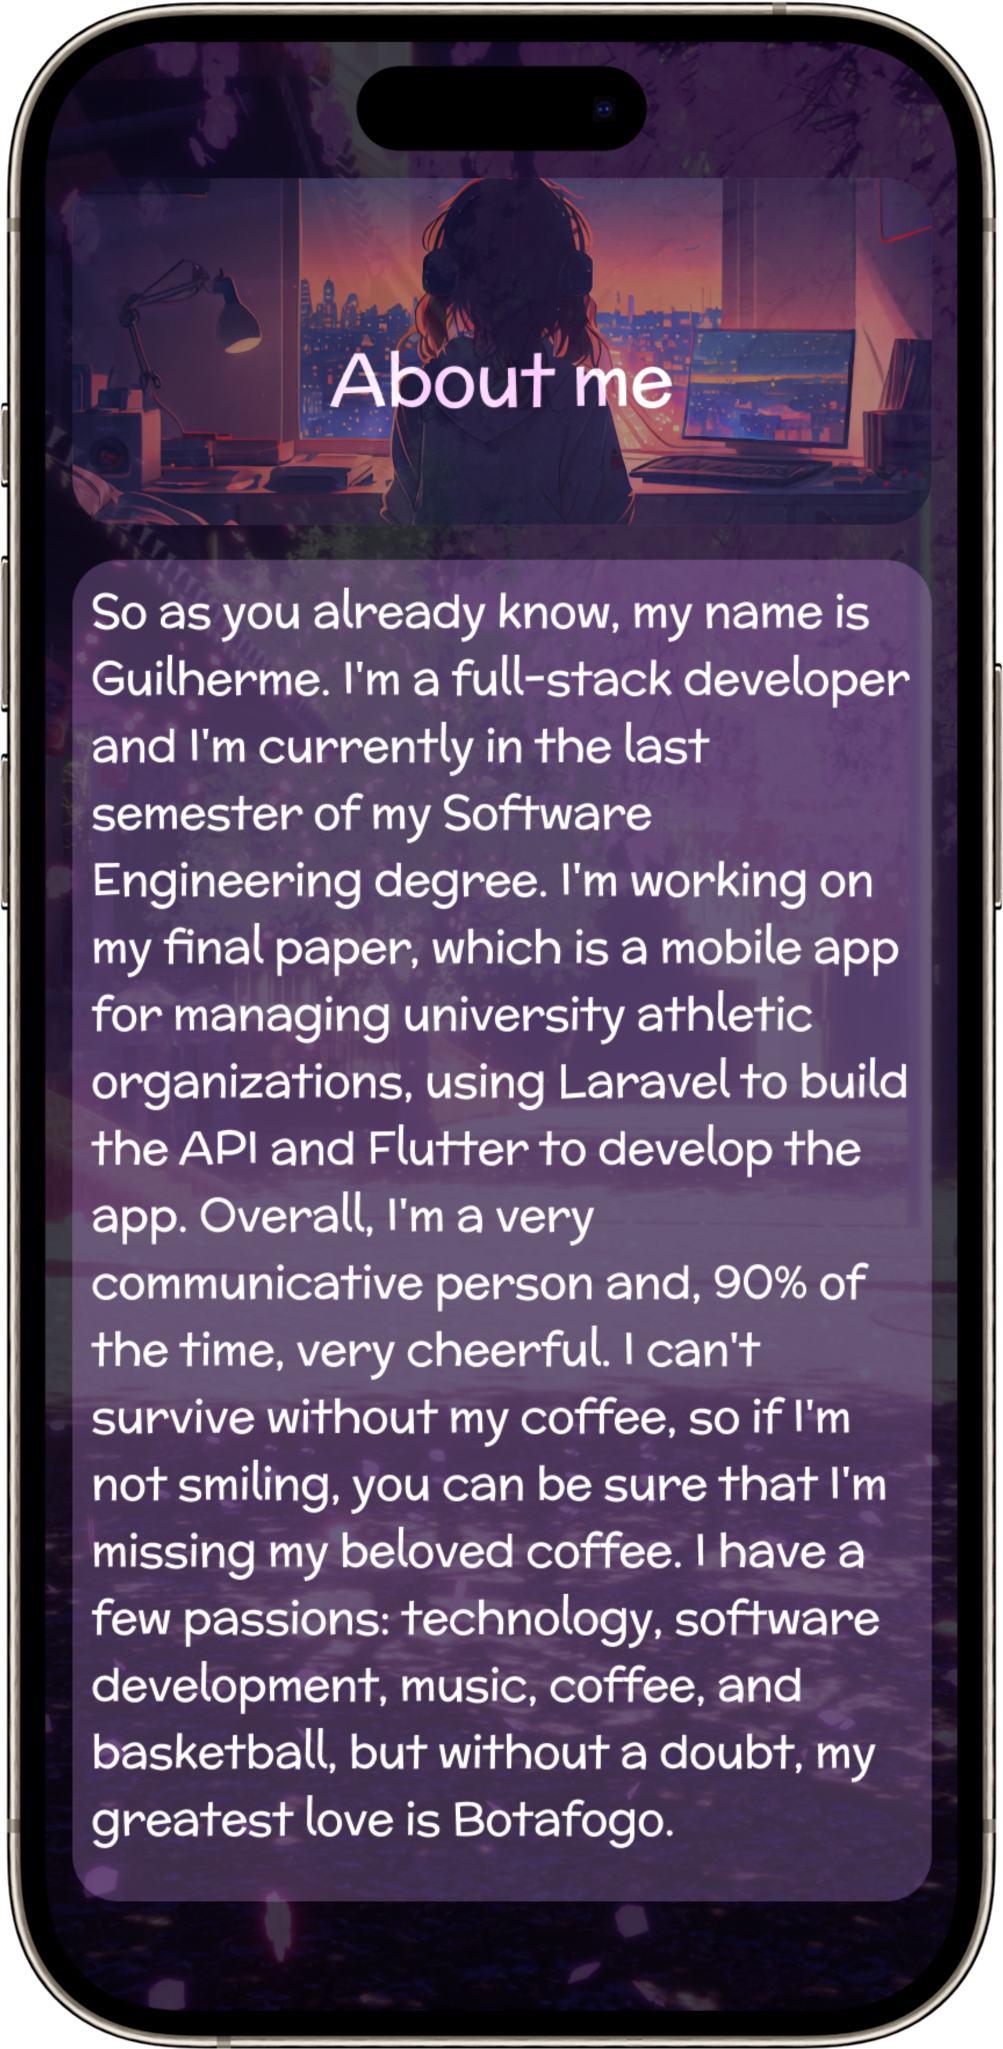 About me
So as you already know, my name is
Guilherme. I'm a full-stack developer
and I'm currently in the last
semester of my Software
Engineering degree. I'm working on
my final paper, which is a mobile app
for managing university athletic
organizations, using Laravel to build
the API and Flutter to develop the
app. Overall, I'm a very
communicative person and, 90% of
the time, very cheerful. I can't
survive without my coffee, so if I'm
not smiling, you can be sure that I'm
missing my beloved coffee. I have a
few passions: technology, software
development, music, coffee, and
basketball, but without a doubt, my
greatest love is Botafogo.